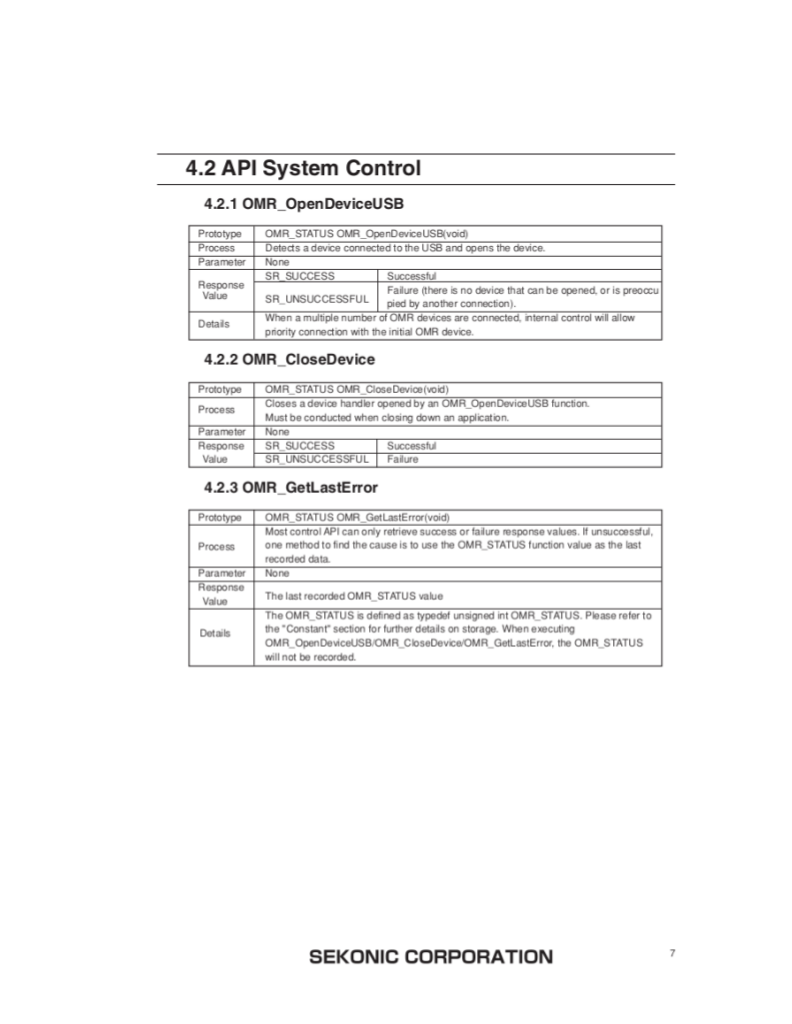 4.2 API System Control
4.2.1 OMR_OpenDeviceUSB
Prototype OMR_STATUS OMR_OpenDeviceUSB(void)
Process Detects a device connected to the USB and opens the device.
Parameter None
Response Value
SR_SUCCESS Successful
SR_UNSUCCESSFUL
Failure (there is no device that can be opened, or is preoccu
pied by another connection).
Details
When a multiple number of OMR devices are connected, internal control will allow
priority connection with the initial OMR device.
4.2.2 OMR_CloseDevice
Prototype OMR_STATUS OMR_CloseDevice(void)
Process
Closes a device handler opened by an OMR_OpenDeviceUSB function.
Must be conducted when closing down an application.
Parameter None
Response SR_SUCCESS Successful
Value SR_UNSUCCESSFUL Failure
4.2.3 OMR_GetLastError
Prototype OMR_STATUS OMR_GetLastError(void)
Process
Most control API can only retrieve success or failure response values. If unsuccessful,
one method to find the cause is to use the OMR_STATUS function value as the last
recorded data.
Parameter None
Response
Value
The last recorded OMR_STATUS value
Details
The OMR_STATUS is defined as typedef unsigned int OMR_STATUS. Please refer to
the "Constant" section for further details on storage. When executing
OMR_OpenDeviceUSB/OMR_CloseDevice/OMR_GetLastError, the OMR_STATUS
will not be recorded.
SEKONIC CORPORATION
7